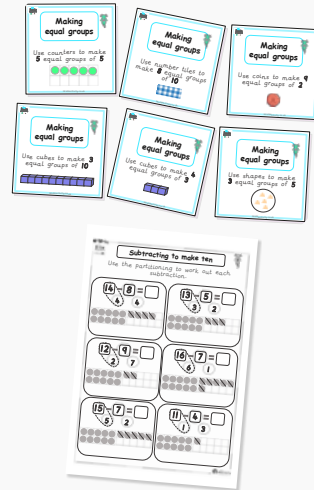 Making
equal groups
Use counters to make
5 equal groups of 5
Making
equal groups
Use number tiles to
make 8 equal groups
of 10
Making
equal groups
Use coins to make 9
equal groups of 2
Making
equal groups
Use cubes to make 3
equal groups of 10
Making
equal groups
Use cubes to make 4
equal groups of 3
Making
equal groups
Use shapes to make
3 equal groups of 5
Subtracting to make ten
Use the partitioning to work out each
subtraction.
14 - 8 =
4 4
13 - 5 =
3 2
12 - 9 =
2 7
16 - 7 =
6 1
15 - 7 =
5 2
11 - 4 =
1 3